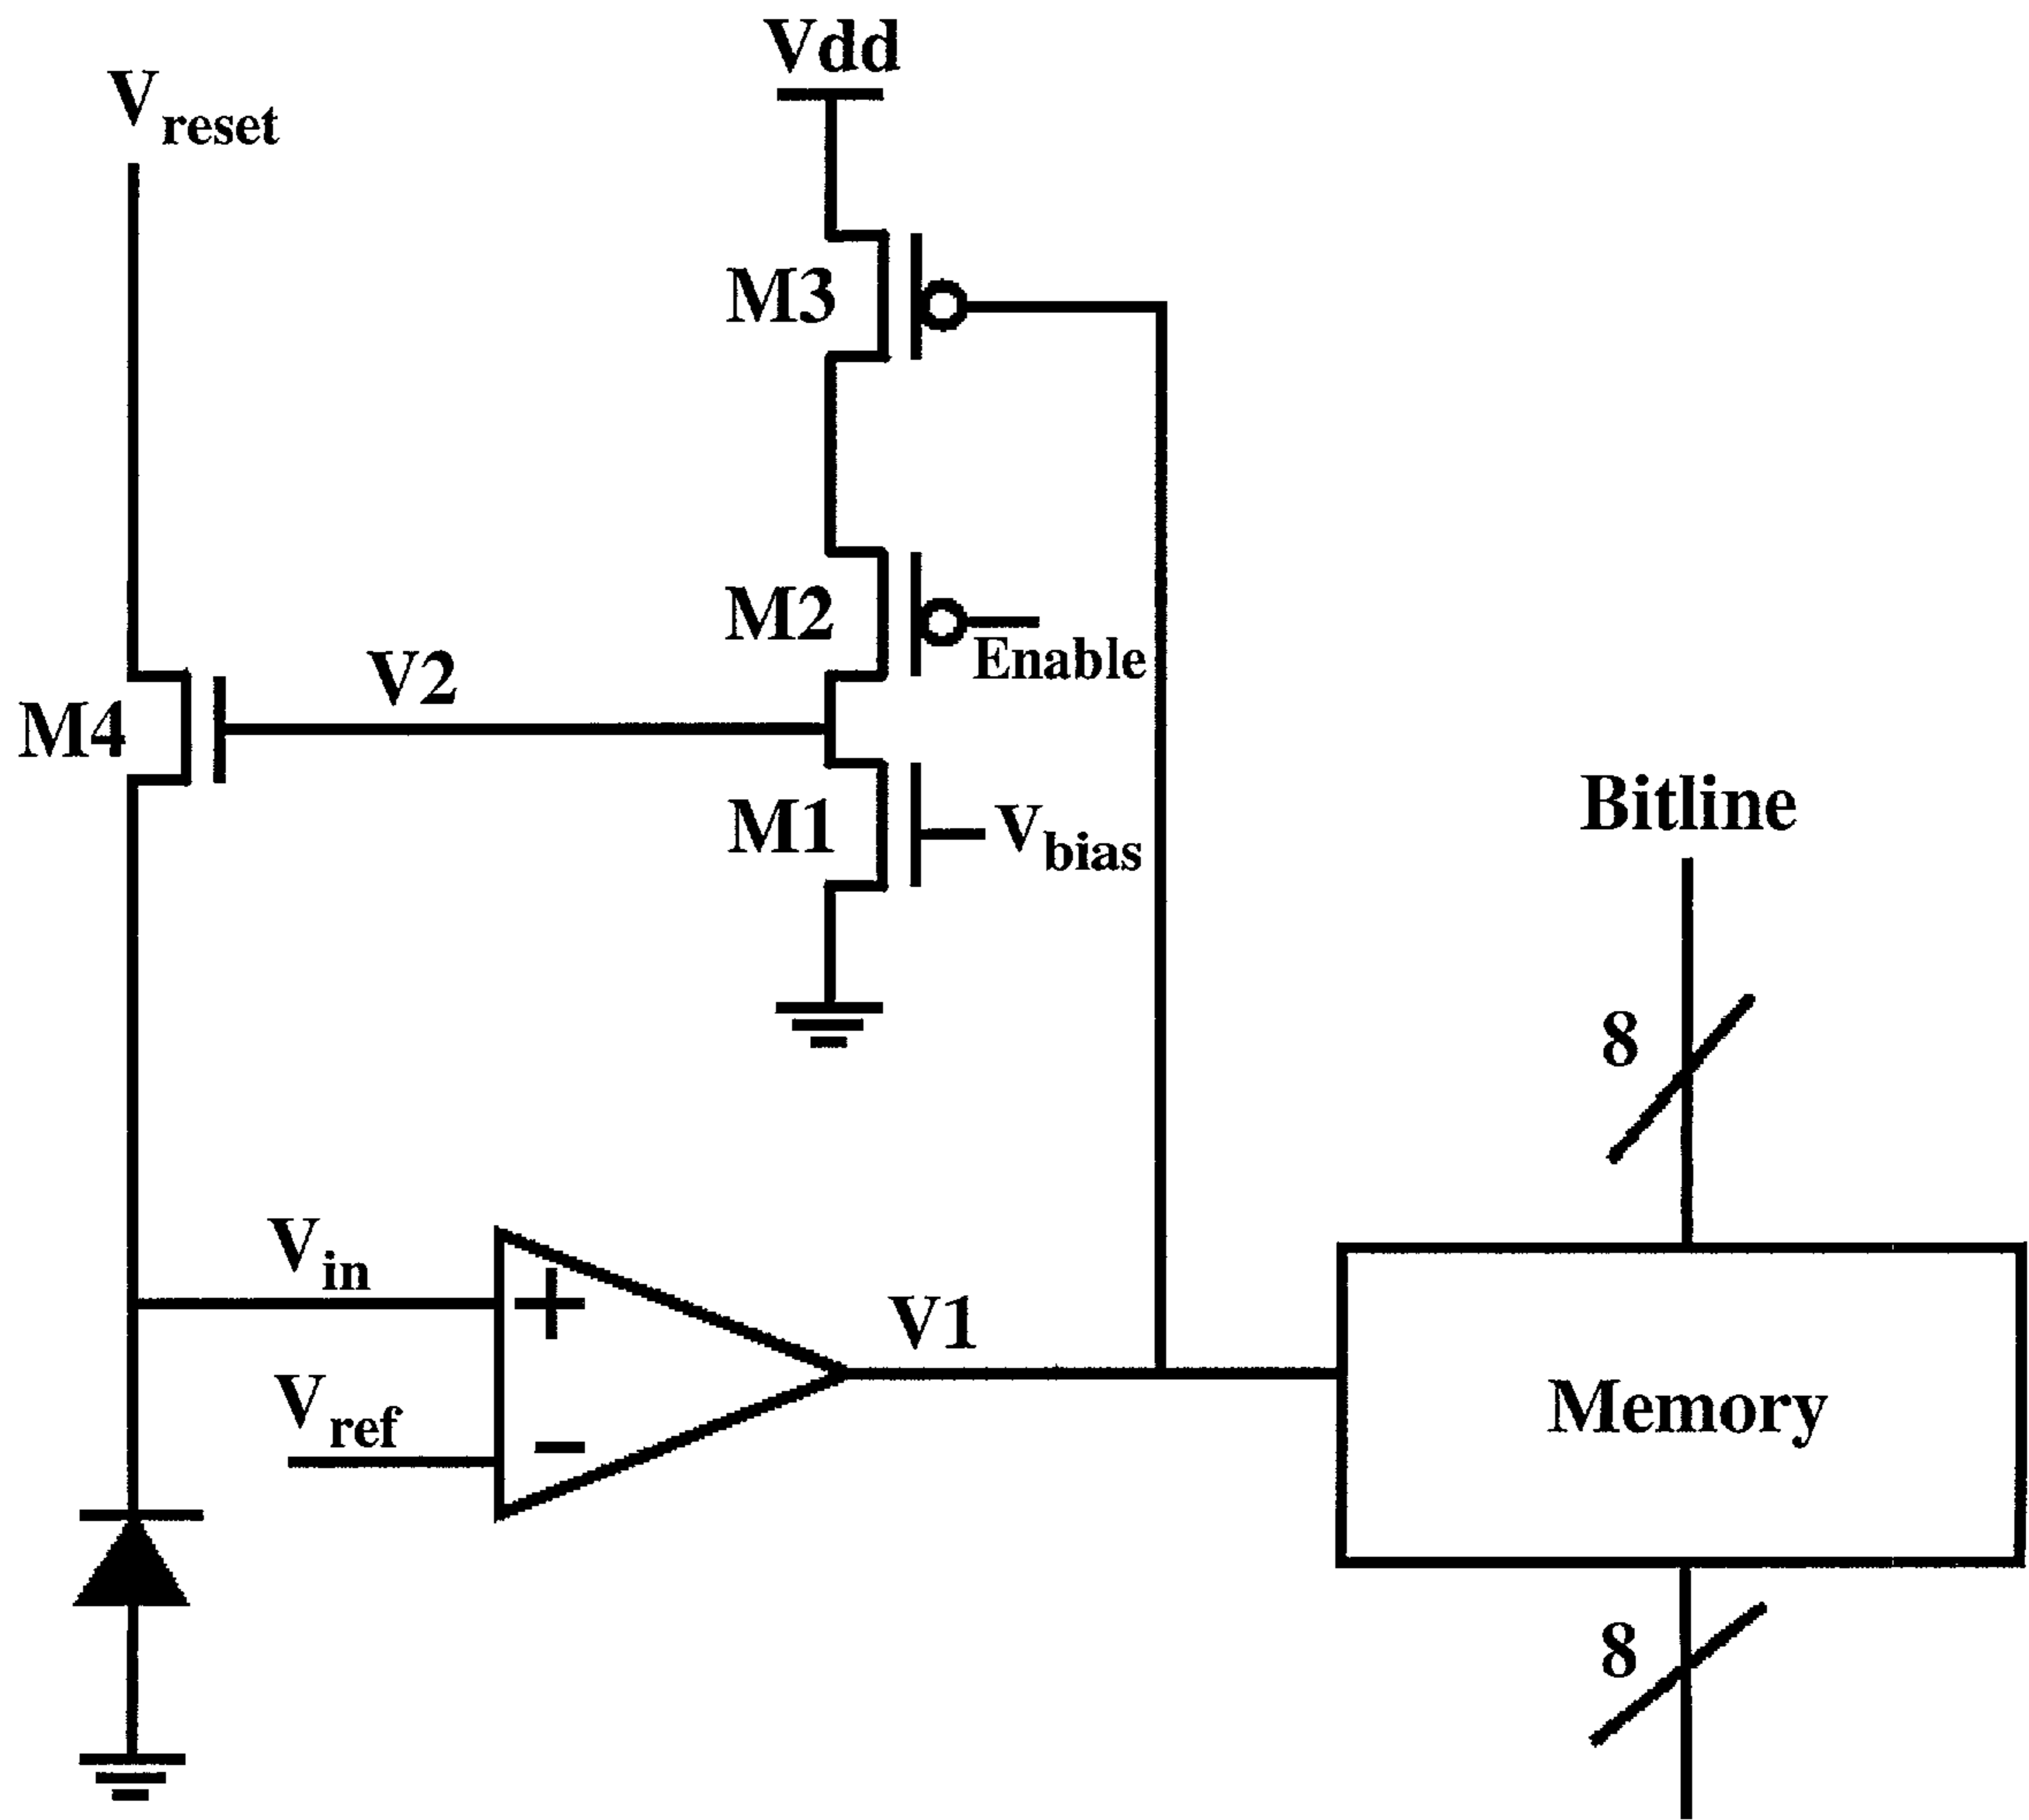 Vdd
Vreset
M3
M2
Enable
V2
M4
M1
Vbias
Bitline
8
Vin
+
V1
Vref
−
Memory
8